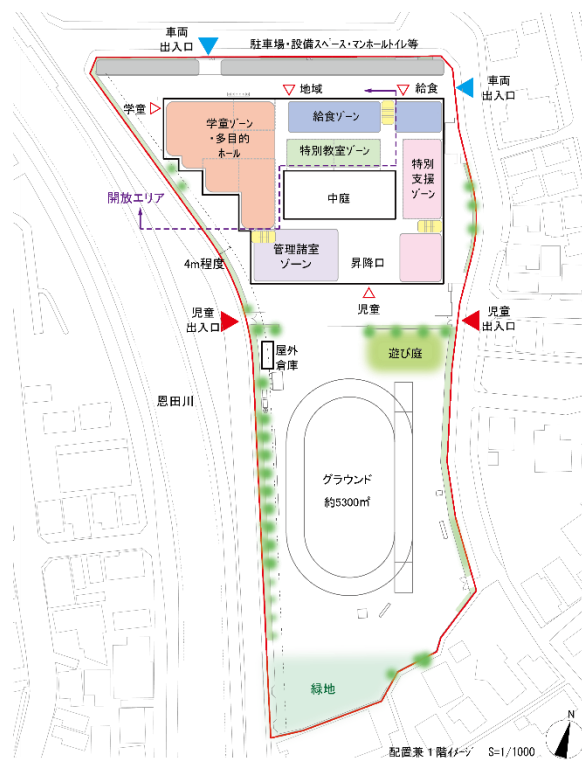 車両
出入口
駐車場・設備スペース・マンホールトイレ等
車両
出入口
学童
地域
給食
学童ゾーン
・多目的
ホール
給食ゾーン
特別教室ゾーン
特別
支援
ゾーン
開放エリア
中庭
管理諸室
ゾーン
昇降口
4m程度
児童
出入口
児童
児童
出入口
屋外
倉庫
遊び庭
恩田川
グラウンド
約5300㎡
緑地
N
配置兼1階イメージ S=1/1000